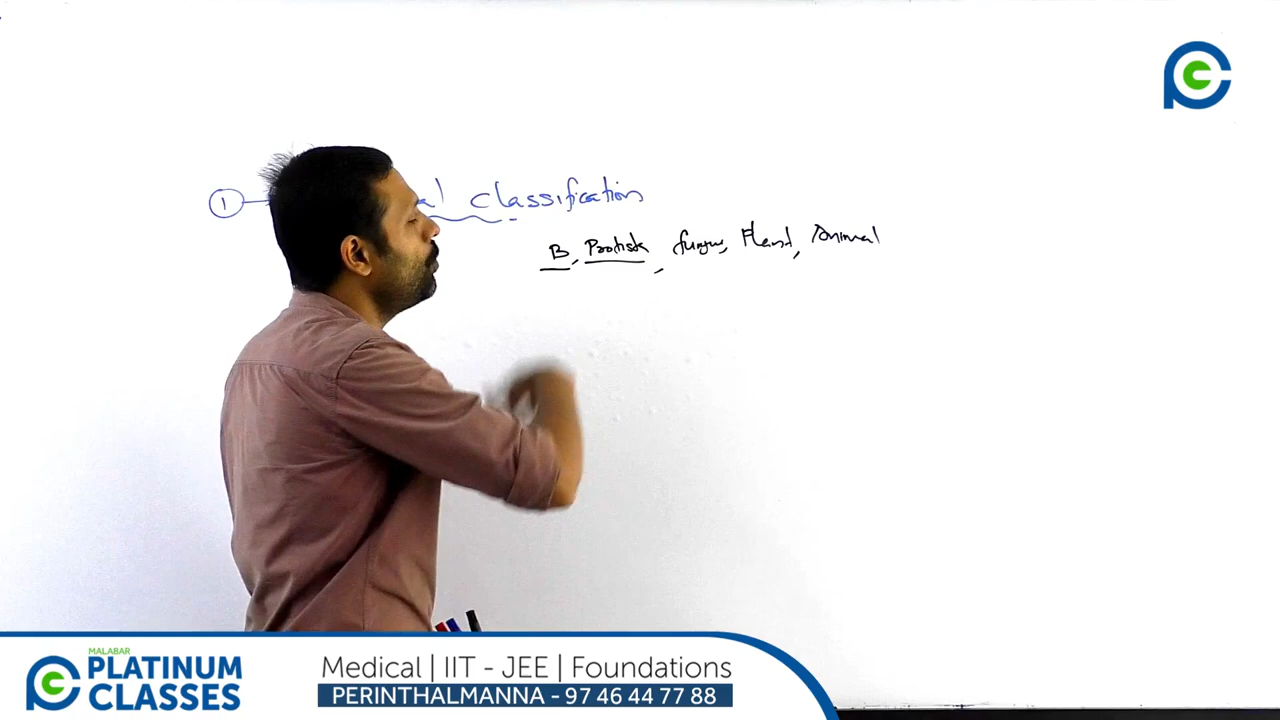 ① al classification
B, Protista, fungus, Plant, Animal
MALABAR
PLATINUM
CLASSES
Medical | IIT - JEE | Foundations
PERINTHALMANNA - 97 46 44 77 88